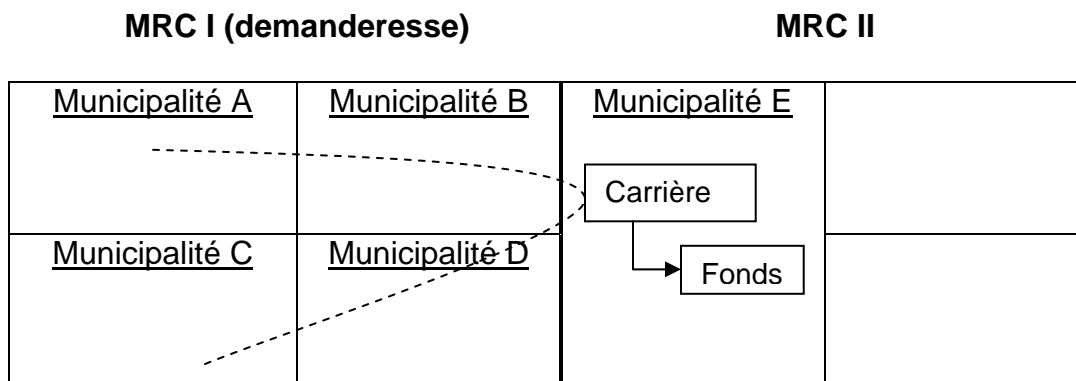 MRC I (demanderesse) MRC II
Municipalité A Municipalité B Municipalité E
Carrière
Municipalité C Municipalité D
Fonds